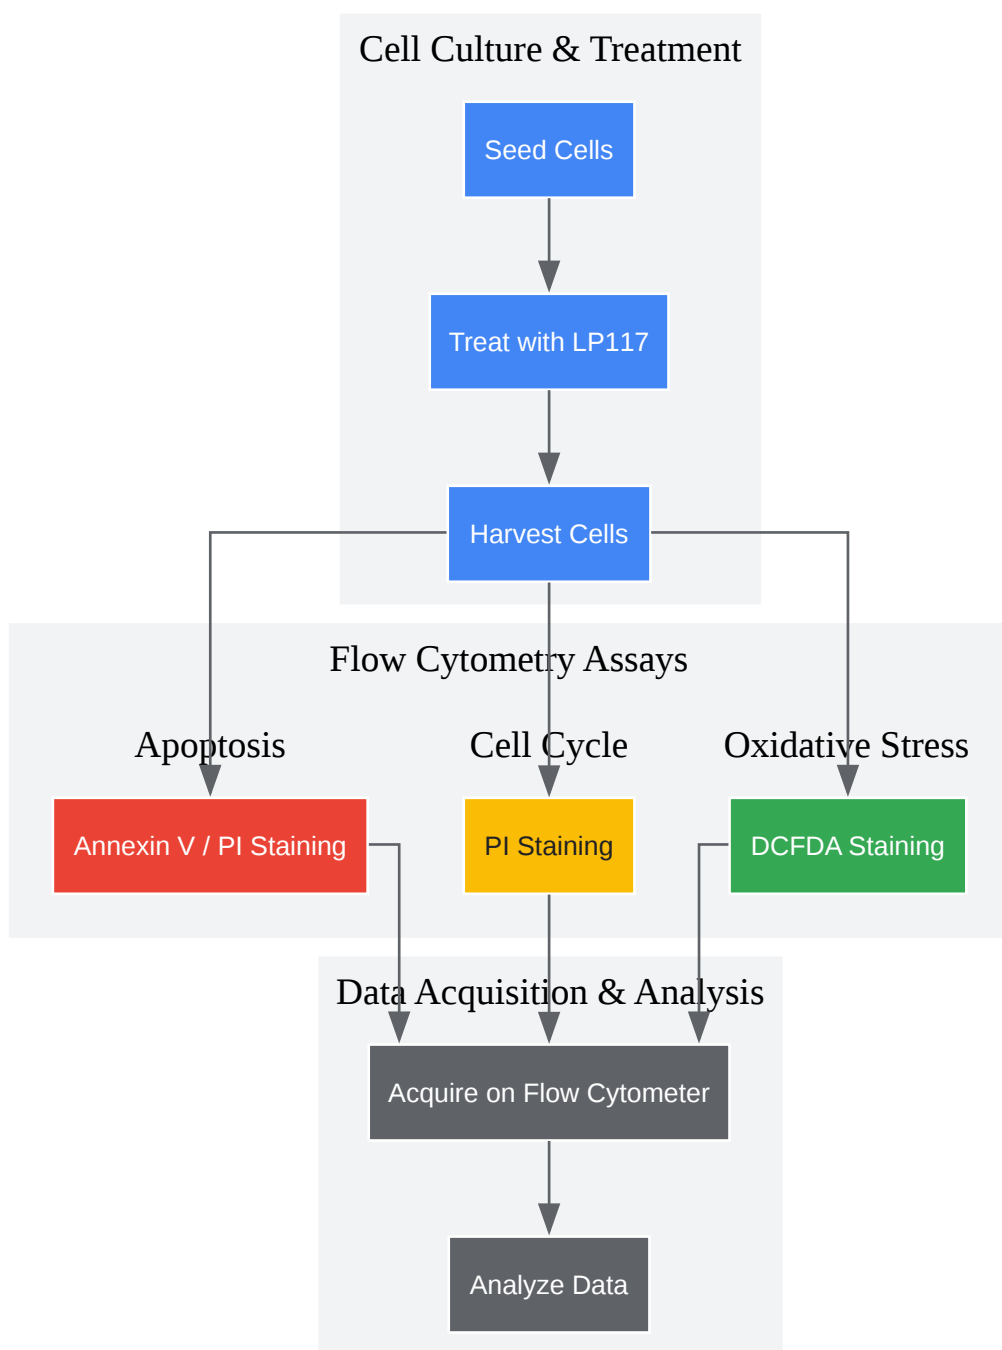 Cell Culture & Treatment
Seed Cells
Treat with LP117
Harvest Cells
Flow Cytometry Assays
Apoptosis
Cell Cycle
Oxidative Stress
Annexin V / PI Staining
PI Staining
DCFDA Staining
Data Acquisition & Analysis
Acquire on Flow Cytometer
Analyze Data